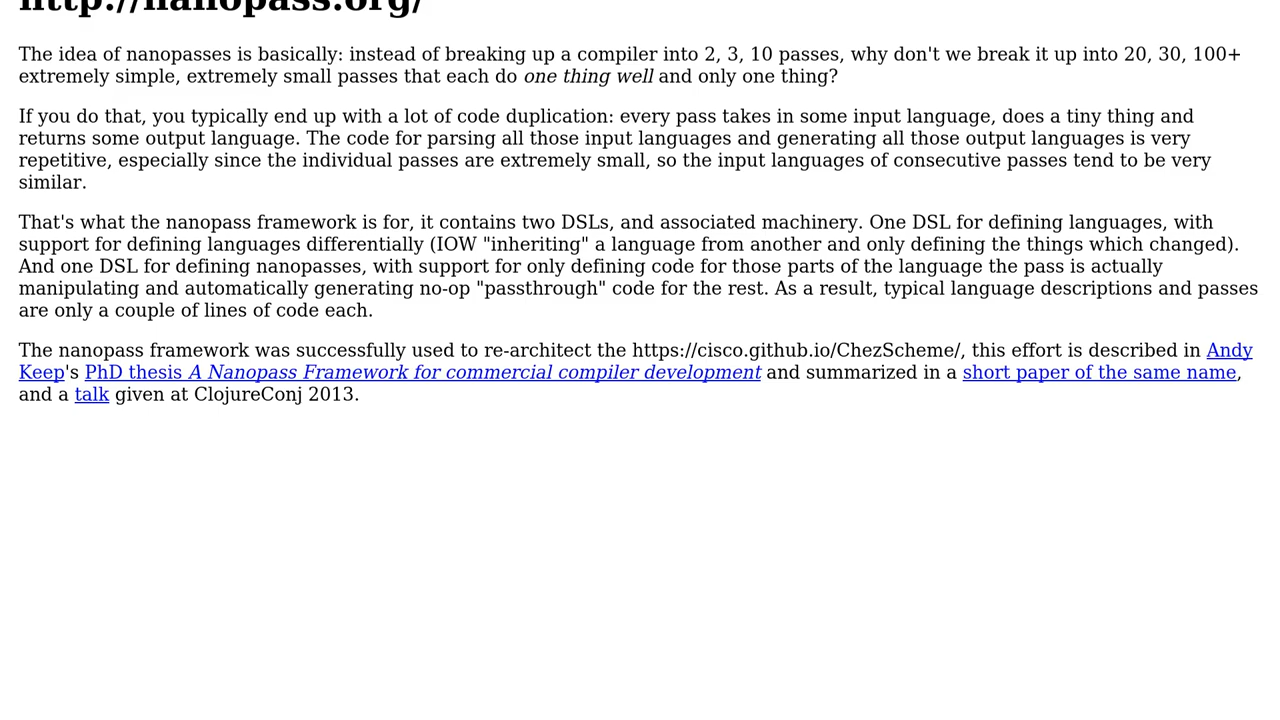 http://nanopass.org/
The idea of nanopasses is basically: instead of breaking up a compiler into 2, 3, 10 passes, why don't we break it up into 20, 30, 100+
extremely simple, extremely small passes that each do one thing well and only one thing?
If you do that, you typically end up with a lot of code duplication: every pass takes in some input language, does a tiny thing and
returns some output language. The code for parsing all those input languages and generating all those output languages is very
repetitive, especially since the individual passes are extremely small, so the input languages of consecutive passes tend to be very
similar.
That's what the nanopass framework is for, it contains two DSLs, and associated machinery. One DSL for defining languages, with
support for defining languages differentially (IOW "inheriting" a language from another and only defining the things which changed).
And one DSL for defining nanopasses, with support for only defining code for those parts of the language the pass is actually
manipulating and automatically generating no-op "passthrough" code for the rest. As a result, typical language descriptions and passes
are only a couple of lines of code each.
The nanopass framework was successfully used to re-architect the https://cisco.github.io/ChezScheme/, this effort is described in Andy
Keep's PhD thesis A Nanopass Framework for commercial compiler development and summarized in a short paper of the same name,
and a talk given at ClojureConj 2013.